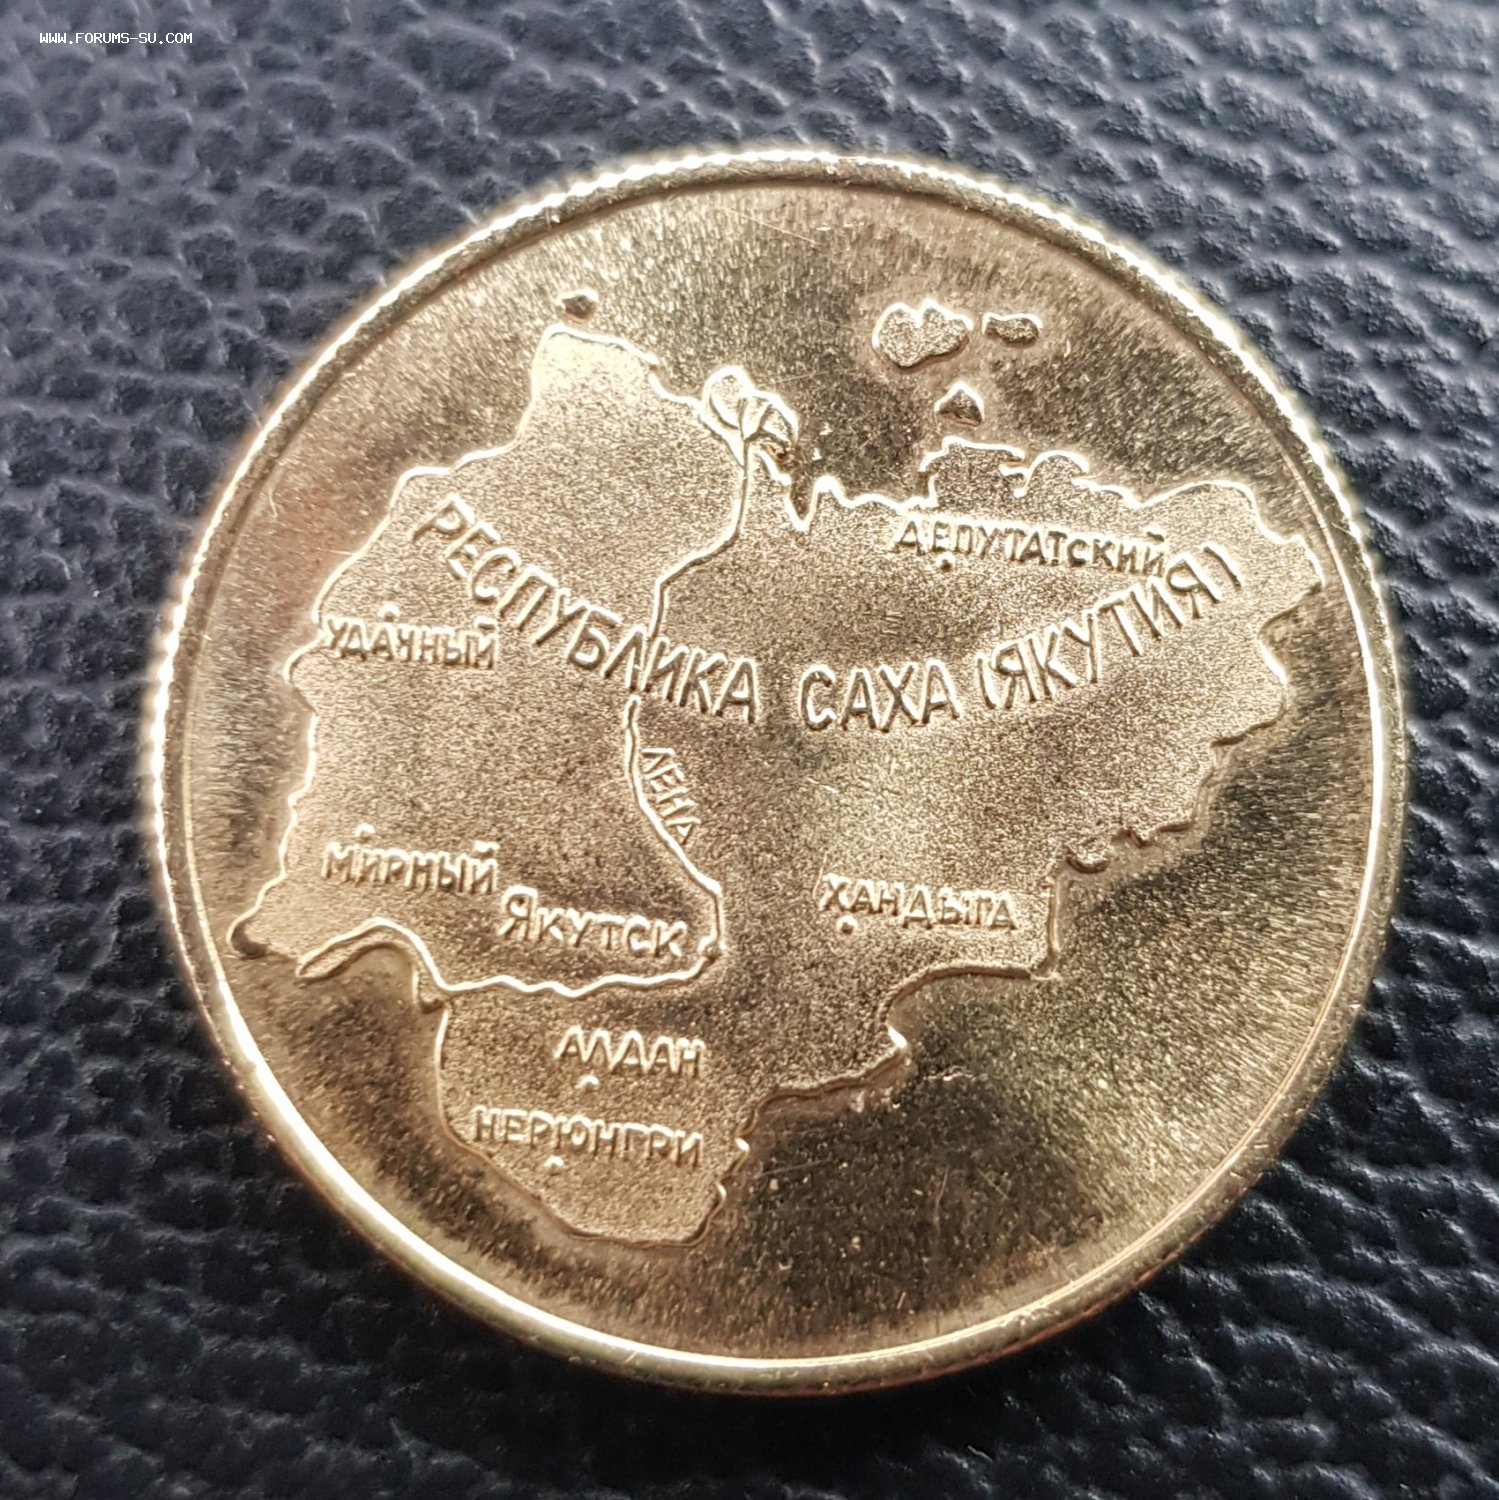 WWW.FORUMS-SU.COM
ДЕПУТАТСКИЙ
РЕСПУБЛИКА САХА (ЯКУТИЯ)
УДАЧНЫЙ
ЛЕНА
МИРНЫЙ
ЯКУТСК
ХАНДЫГА
АЛДАН
НЕРЮНГРИ